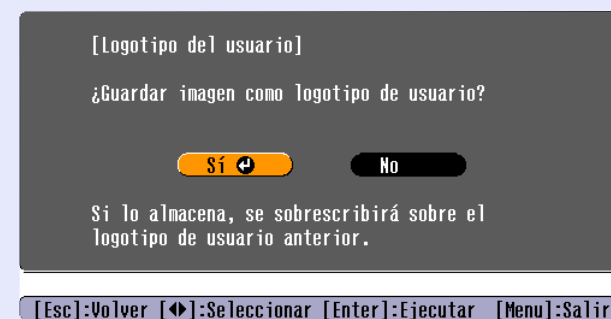 [Logotipo del usuario]
¿Guardar imagen como logotipo de usuario?
Sí No
Si lo almacena, se sobrescribirá sobre el
logotipo de usuario anterior.
[Esc]:Volver [◆]:Seleccionar [Enter]:Ejecutar [Menu]:Salir